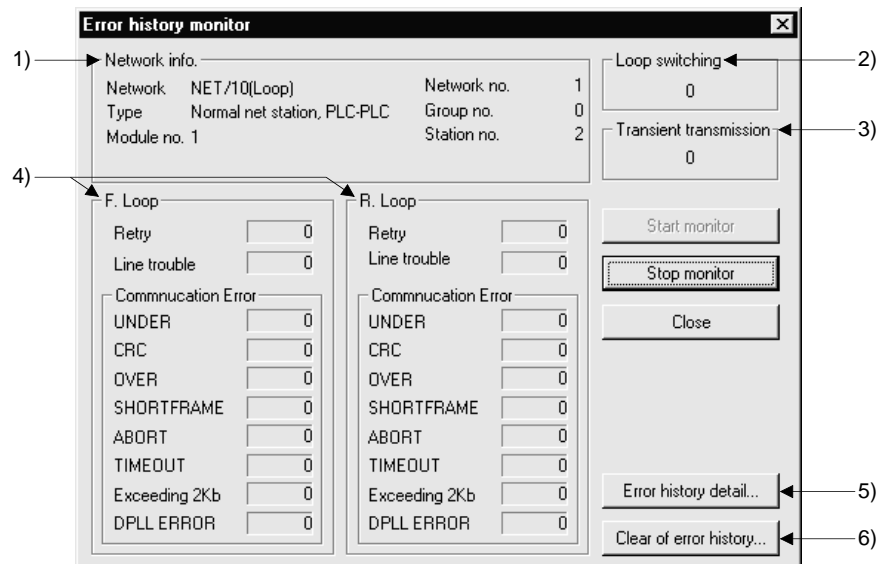 Error history monitor
1)
Network info.
Network NET/10(Loop)
Type Normal net station, PLC-PLC
Module no. 1
Network no. 1
Group no. 0
Station no. 2
Loop switching
0
2)
Transient transmission
0
3)
4)
F. Loop
Retry 0
Line trouble 0
Commnucation Error
UNDER 0
CRC 0
OVER 0
SHORTFRAME 0
ABORT 0
TIMEOUT 0
Exceeding 2Kb 0
DPLL ERROR 0
R. Loop
Retry 0
Line trouble 0
Commnucation Error
UNDER 0
CRC 0
OVER 0
SHORTFRAME 0
ABORT 0
TIMEOUT 0
Exceeding 2Kb 0
DPLL ERROR 0
Start monitor
Stop monitor
Close
Error history detail...
5)
Clear of error history...
6)